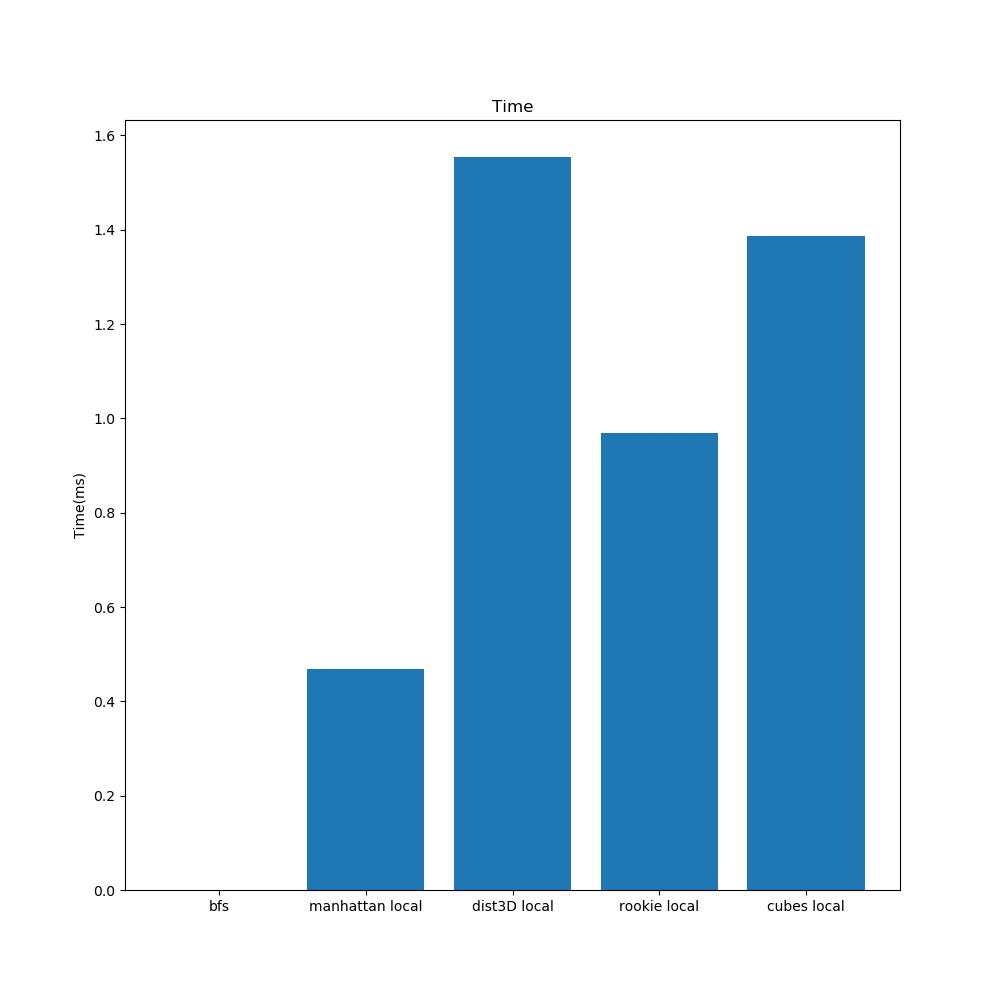 Time
1.6
1.4
1.2
1.0
0.8
0.6
0.4
0.2
0.0
Time(ms)
bfs
manhattan local
dist3D local
rookie local
cubes local